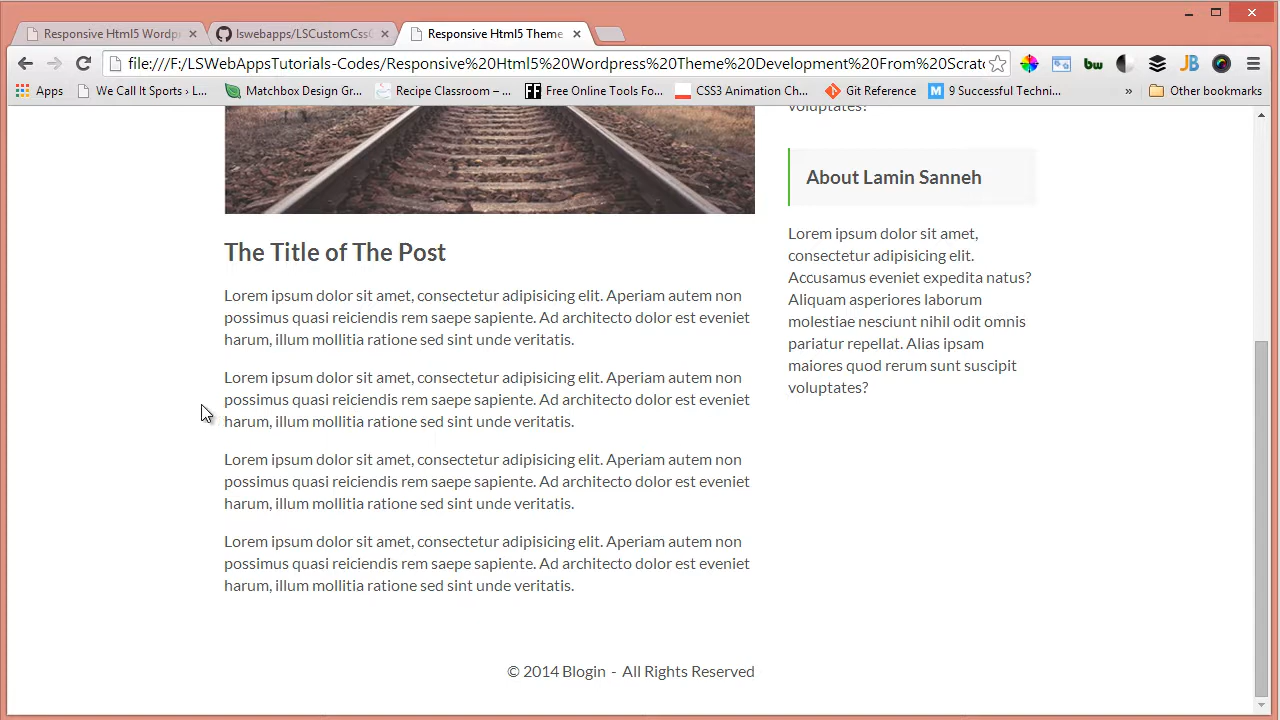 Responsive Html5 Wordp
lswebapps/LSCustomCss
Responsive Html5 Theme
file:///F:/LSWebAppsTutorials-Codes/Responsive%20Html5%20Wordpress%20Theme%20Development%20From%20Scratc
Apps
We Call It Sports › L...
Matchbox Design Gr...
Recipe Classroom – ...
FF
Free Online Tools Fo...
CSS3 Animation Ch...
Git Reference
M
9 Successful Techni...
»
Other bookmarks
bw
JB
voluptates?
About Lamin Sanneh
Lorem ipsum dolor sit amet,
consectetur adipisicing elit.
Accusamus eveniet expedita natus?
Aliquam asperiores laborum
molestiae nesciunt nihil odit omnis
pariatur repellat. Alias ipsam
maiores quod rerum sunt suscipit
voluptates?
The Title of The Post
Lorem ipsum dolor sit amet, consectetur adipisicing elit. Aperiam autem non
possimus quasi reiciendis rem saepe sapiente. Ad architecto dolor est eveniet
harum, illum mollitia ratione sed sint unde veritatis.
Lorem ipsum dolor sit amet, consectetur adipisicing elit. Aperiam autem non
possimus quasi reiciendis rem saepe sapiente. Ad architecto dolor est eveniet
harum, illum mollitia ratione sed sint unde veritatis.
Lorem ipsum dolor sit amet, consectetur adipisicing elit. Aperiam autem non
possimus quasi reiciendis rem saepe sapiente. Ad architecto dolor est eveniet
harum, illum mollitia ratione sed sint unde veritatis.
Lorem ipsum dolor sit amet, consectetur adipisicing elit. Aperiam autem non
possimus quasi reiciendis rem saepe sapiente. Ad architecto dolor est eveniet
harum, illum mollitia ratione sed sint unde veritatis.
© 2014 Blogin - All Rights Reserved